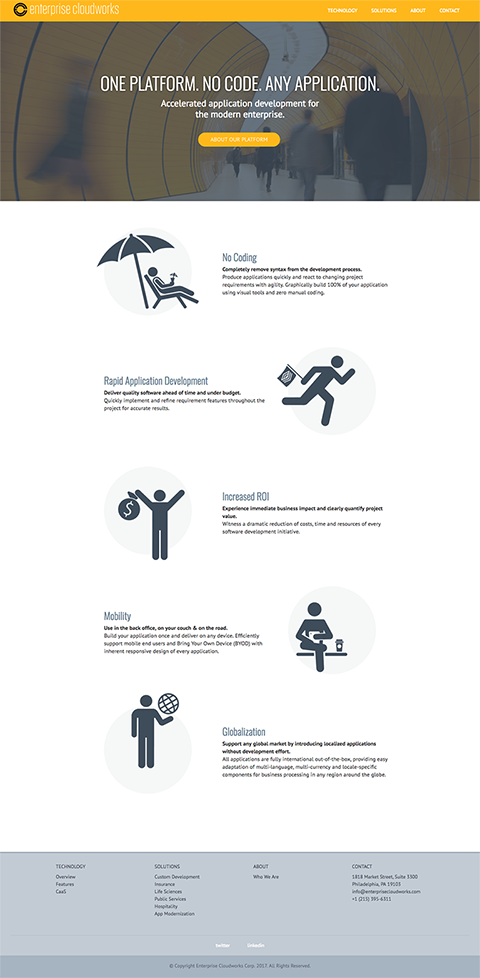 enterprise cloudworks
TECHNOLOGY SOLUTIONS ABOUT CONTACT
ONE PLATFORM. NO CODE. ANY APPLICATION.
Accelerated application development for
the modern enterprise.
ABOUT OUR PLATFORM
No Coding
Completely remove syntax from the development process.
Produce applications quickly and react to changing project
requirements with agility. Graphically build 100% of your application
using visual tools and zero manual coding.
Rapid Application Development
Deliver quality software ahead of time and under budget.
Quickly implement and refine requirement features throughout the
project for accurate results.
$
Increased ROI
Experience immediate business impact and clearly quantify project
value.
Witness a dramatic reduction of costs, time and resources of every
software development initiative.
Mobility
Use in the back office, on your couch & on the road.
Build your application once and deliver on any device. Efficiently
support mobile end users and Bring Your Own Device (BYOD) with
inherent responsive design of every application.
Globalization
Support any global market by introducing localized applications
without development effort.
All applications are fully international out-of-the-box, providing easy
adaptation of multi-language, multi-currency and locale-specific
components for business processing in any region around the globe.
TECHNOLOGY
Overview
Features
CaaS
SOLUTIONS
Custom Development
Insurance
Life Sciences
Public Services
Hospitality
App Modernization
ABOUT
Who We Are
CONTACT
1818 Market Street, Suite 3300
Philadelphia, PA 19103
info@enterprisecloudworks.com
+1 (215) 395-6311
twitter linkedin
© Copyright Enterprise Cloudworks Corp. 2017. All Rights Reserved.